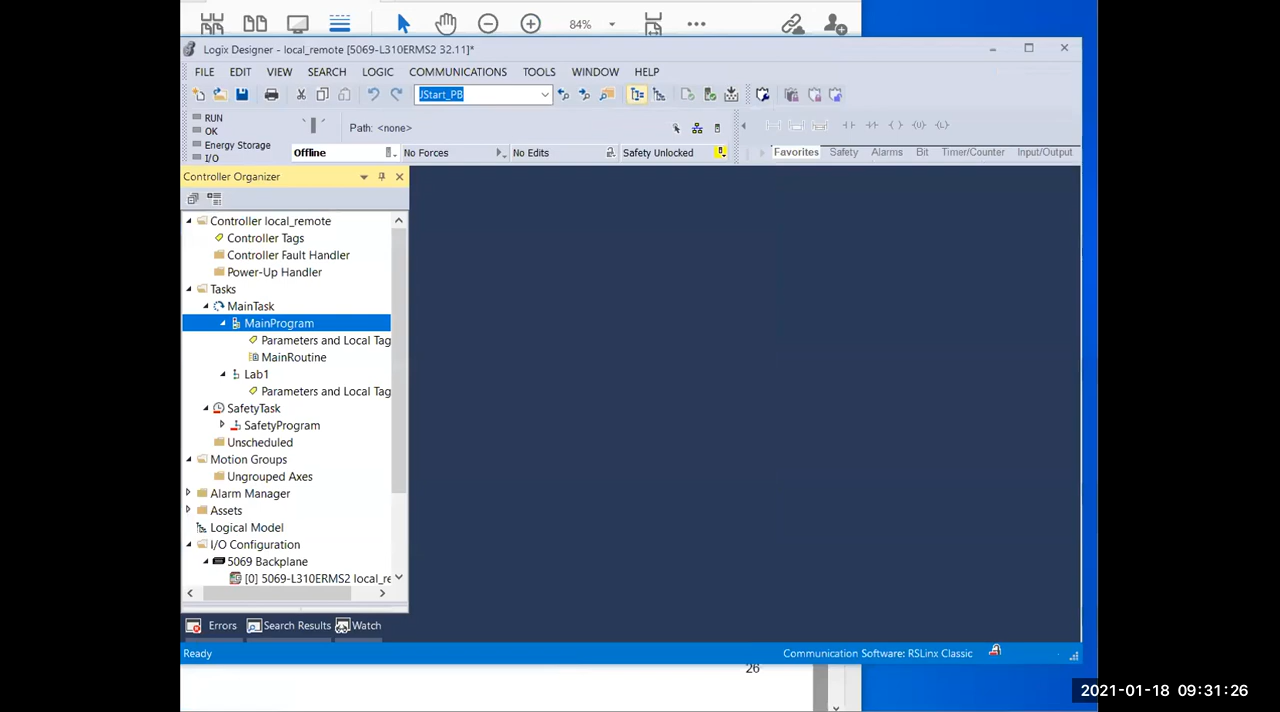 84%
Logix Designer - local_remote [5069-L310ERMS2 32.11]*
FILE EDIT VIEW SEARCH LOGIC COMMUNICATIONS TOOLS WINDOW HELP
JStart_PB
RUN
OK
Energy Storage
I/O
Path: <none>
Offline No Forces No Edits Safety Unlocked
Favorites Safety Alarms Bit Timer/Counter Input/Output
Controller Organizer
Controller local_remote
Controller Tags
Controller Fault Handler
Power-Up Handler
Tasks
MainTask
MainProgram
Parameters and Local Tag
MainRoutine
Lab1
Parameters and Local Tag
SafetyTask
SafetyProgram
Unscheduled
Motion Groups
Ungrouped Axes
Alarm Manager
Assets
Logical Model
I/O Configuration
5069 Backplane
[0] 5069-L310ERMS2 local_re
Errors Search Results Watch
Ready Communication Software: RSLinx Classic
26
2021-01-18 09:31:26